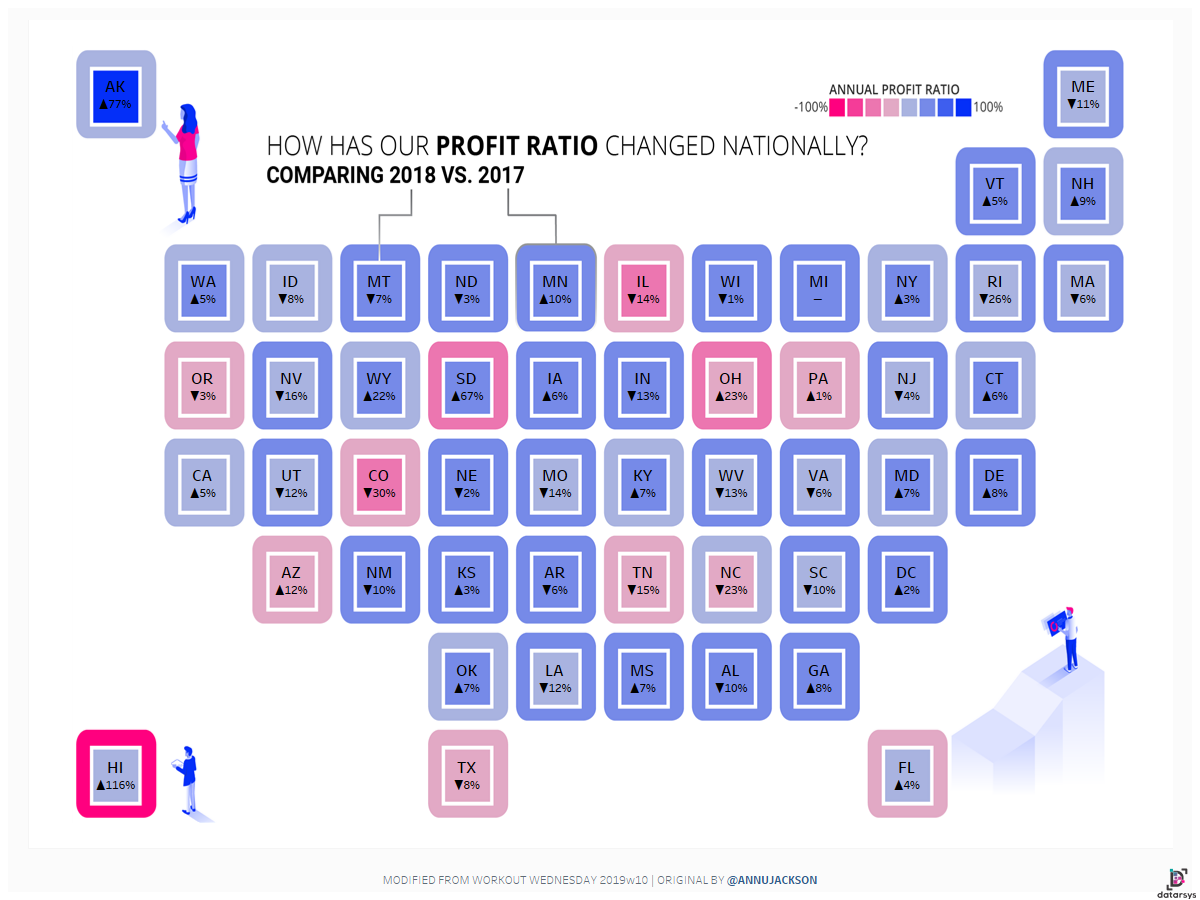 AK
▲77%
ME
▼11%
ANNUAL PROFIT RATIO
-100% 100%
HOW HAS OUR PROFIT RATIO CHANGED NATIONALLY?
COMPARING 2018 VS. 2017
VT NH
▲5% ▲9%
WA ID MT ND MN IL WI MI NY RI MA
▲5% ▼8% ▼7% ▼3% ▲10% ▼14% ▼1% — ▲3% ▼26% ▼6%
OR NV WY SD IA IN OH PA NJ CT
▼3% ▼16% ▲22% ▲67% ▲6% ▼13% ▲23% ▲1% ▼4% ▲6%
CA UT CO NE MO KY WV VA MD DE
▲5% ▼12% ▼30% ▼2% ▼14% ▲7% ▼13% ▼6% ▲7% ▲8%
AZ NM KS AR TN NC SC DC
▲12% ▼10% ▲3% ▼6% ▼15% ▼23% ▼10% ▲2%
OK LA MS AL GA
▲7% ▼12% ▲7% ▼10% ▲8%
HI TX FL
▲116% ▼8% ▲4%
MODIFIED FROM WORKOUT WEDNESDAY 2019w10 | ORIGINAL BY @ANNUJACKSON
datarsys